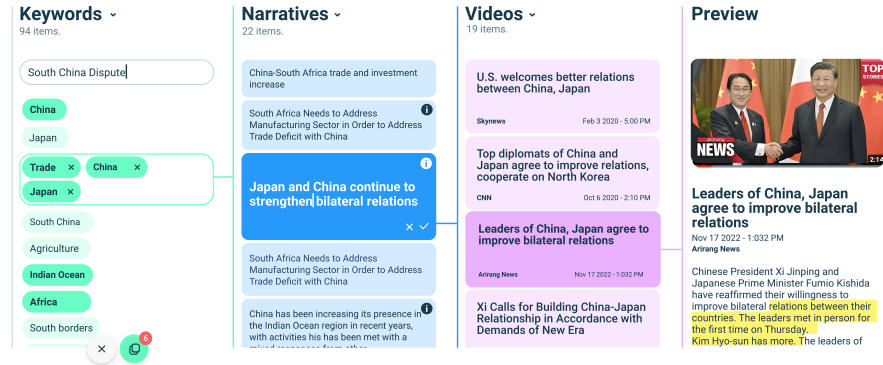 Keywords
94 items.
South China Dispute
China
Japan
Trade ×
China ×
Japan ×
South China
Agriculture
Indian Ocean
Africa
South borders
6
Narratives
22 items.
China-South Africa trade and investment
increase
South Africa Needs to Address
Manufacturing Sector in Order to Address
Trade Deficit with China
Japan and China continue to
strengthen bilateral relations
South Africa Needs to Address
Manufacturing Sector in Order to Address
Trade Deficit with China
China has been increasing its presence in
the Indian Ocean region in recent years,
with activities his has been met with a
Videos
19 items.
U.S. welcomes better relations
between China, Japan
Skynews Feb 3 2020 - 5:00 PM
Top diplomats of China and
Japan agree to improve relations,
cooperate on North Korea
CNN Oct 6 2020 - 2:10 PM
Leaders of China, Japan agree to
improve bilateral relations
Arirang News Nov 17 2022 - 1:032 PM
Xi Calls for Building China-Japan
Relationship in Accordance with
Demands of New Era
Preview
TOP
STORIES
ARIRANG
NEWS
2:14
Leaders of China, Japan
agree to improve bilateral
relations
Nov 17 2022 - 1:032 PM
Arirang News
Chinese President Xi Jinping and
Japanese Prime Minister Fumio Kishida
have reaffirmed their willingness to
improve bilateral relations between their
countries. The leaders met in person for
the first time on Thursday.
Kim Hyo-sun has more. The leaders of